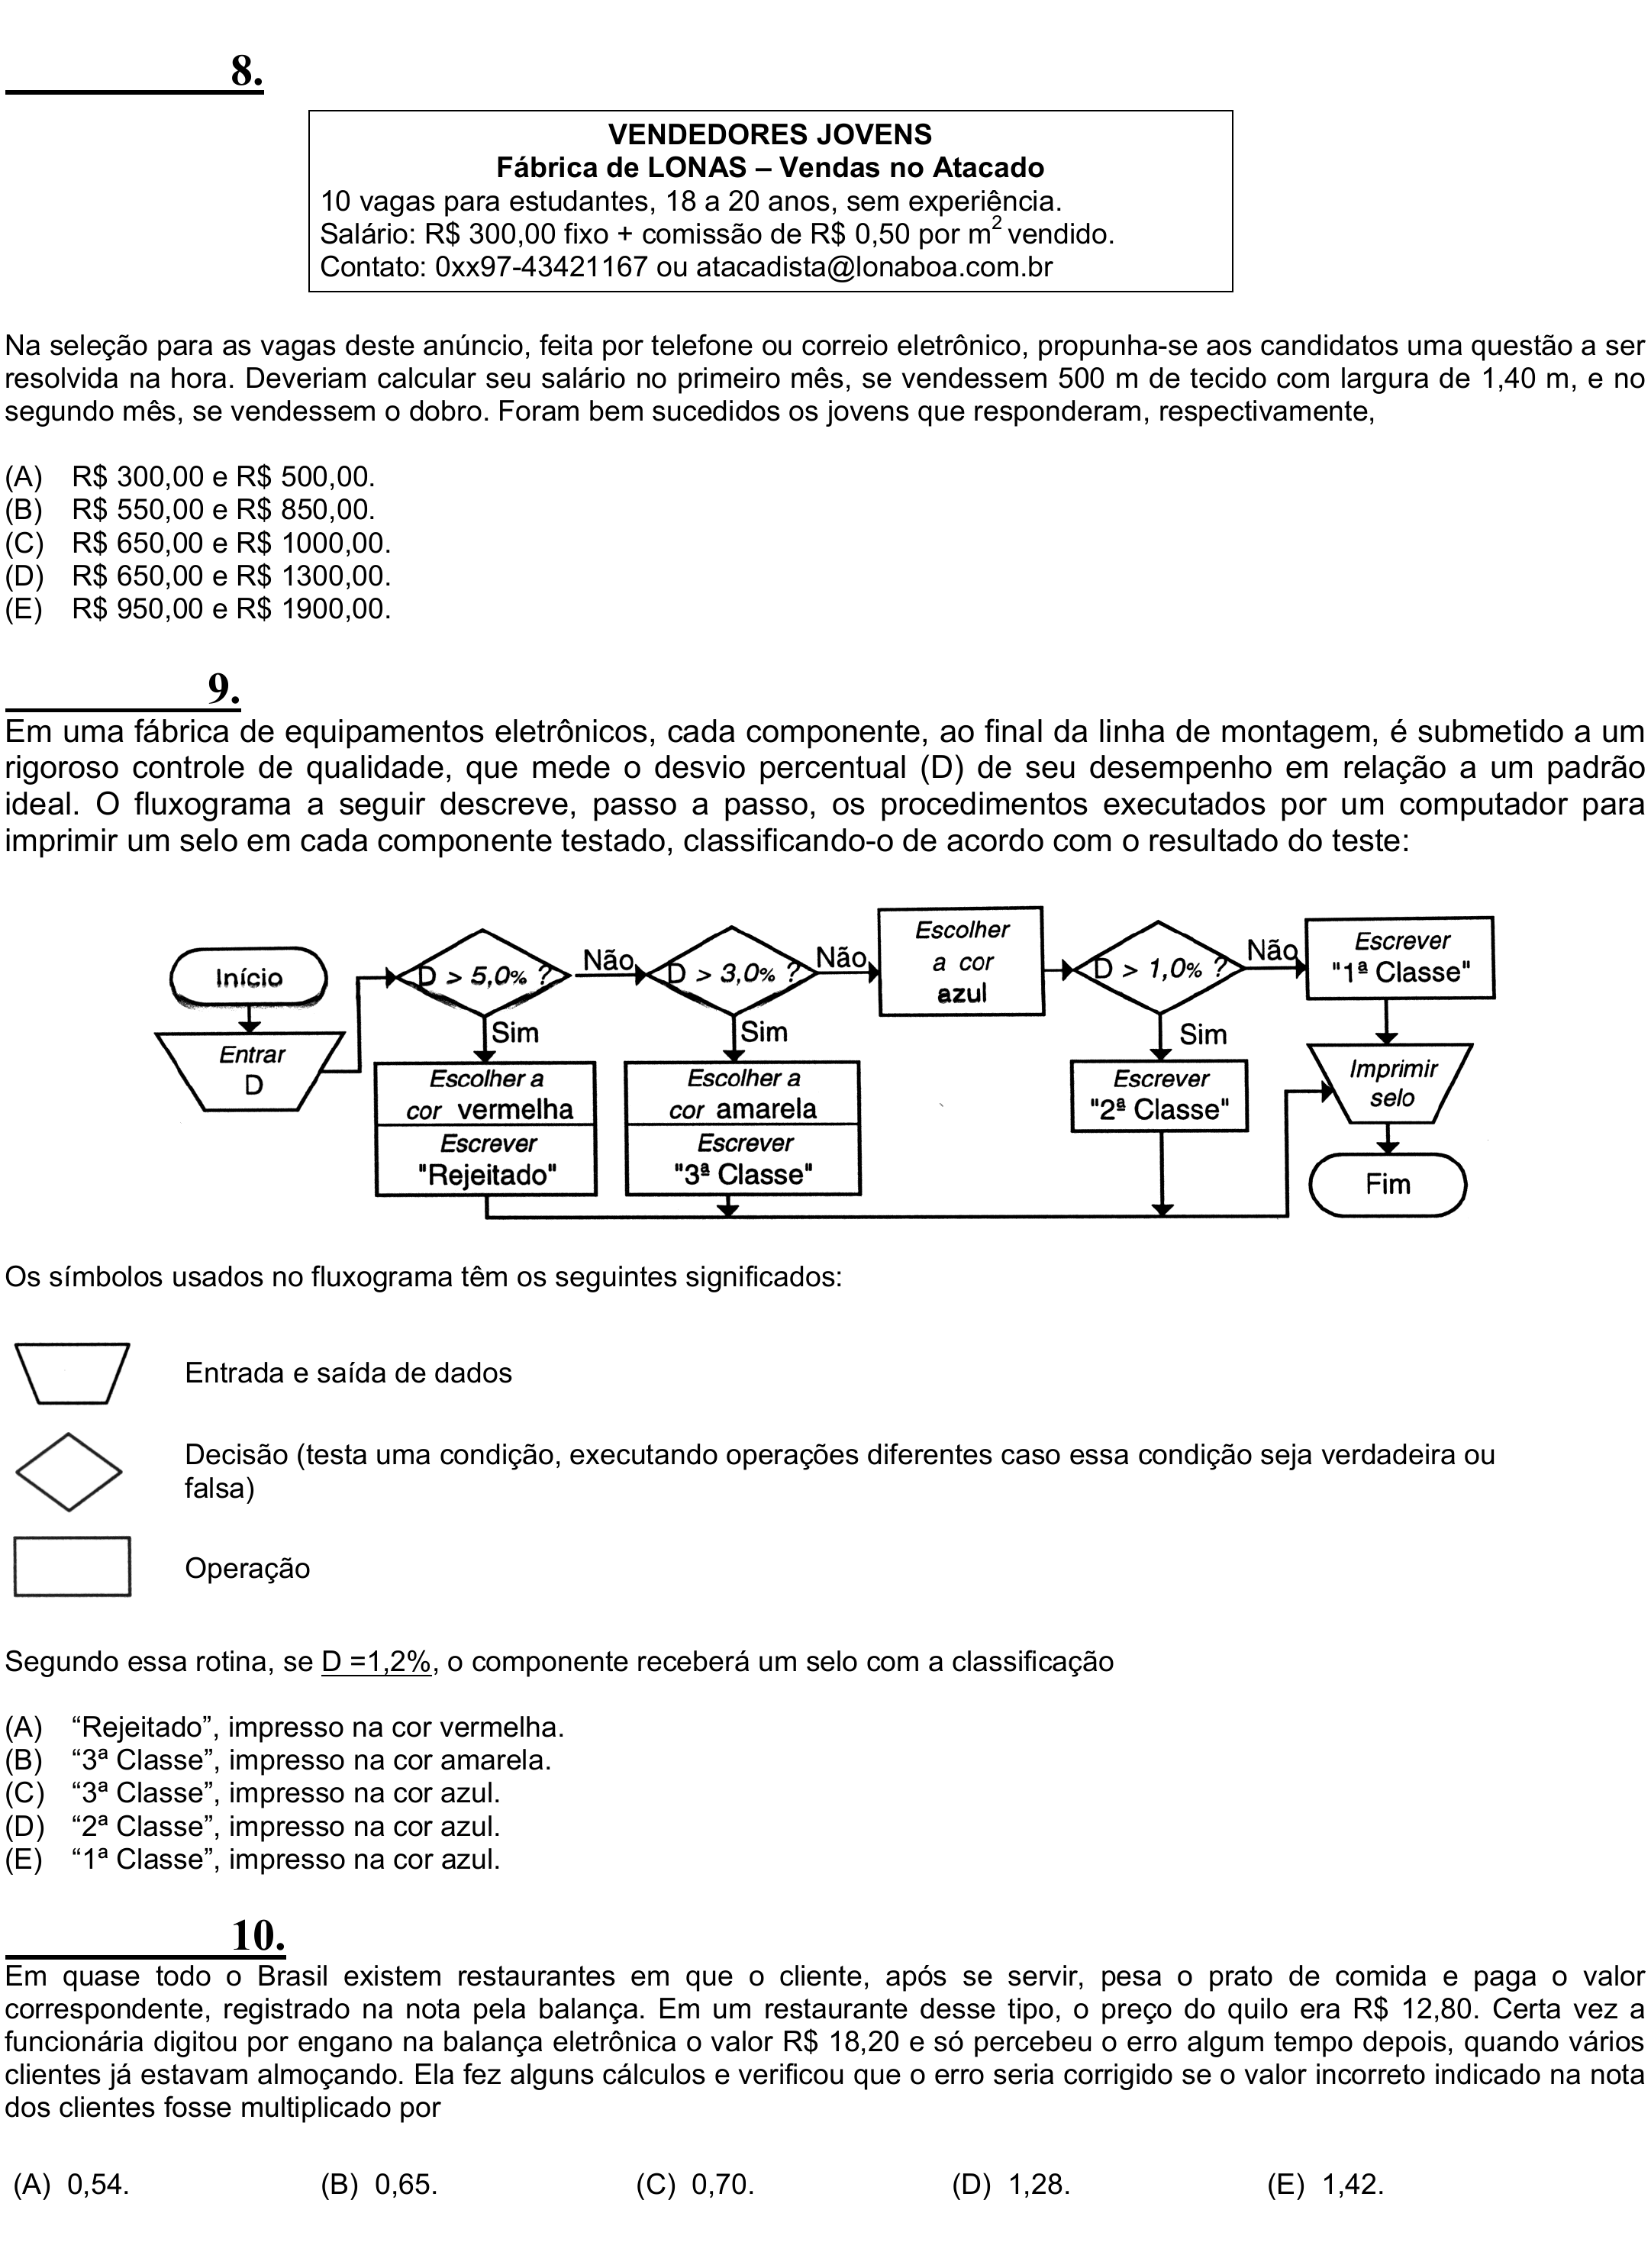 8.
VENDEDORES JOVENS
Fábrica de LONAS – Vendas no Atacado
10 vagas para estudantes, 18 a 20 anos, sem experiência.
Salário: R$ 300,00 fixo + comissão de R$ 0,50 por m² vendido.
Contato: 0xx97-43421167 ou atacadista@lonaboa.com.br
Na seleção para as vagas deste anúncio, feita por telefone ou correio eletrônico, propunha-se aos candidatos uma questão a ser
resolvida na hora. Deveriam calcular seu salário no primeiro mês, se vendessem 500 m de tecido com largura de 1,40 m, e no
segundo mês, se vendessem o dobro. Foram bem sucedidos os jovens que responderam, respectivamente,
(A) R$ 300,00 e R$ 500,00.
(B) R$ 550,00 e R$ 850,00.
(C) R$ 650,00 e R$ 1000,00.
(D) R$ 650,00 e R$ 1300,00.
(E) R$ 950,00 e R$ 1900,00.
9.
Em uma fábrica de equipamentos eletrônicos, cada componente, ao final da linha de montagem, é submetido a um
rigoroso controle de qualidade, que mede o desvio percentual (D) de seu desempenho em relação a um padrão
ideal. O fluxograma a seguir descreve, passo a passo, os procedimentos executados por um computador para
imprimir um selo em cada componente testado, classificando-o de acordo com o resultado do teste:
Início
Entrar
D
D > 5,0% ?
Não
Sim
Escolher a
cor vermelha
Escrever
"Rejeitado"
D > 3,0% ?
Não
Sim
Escolher a
cor amarela
Escrever
"3ª Classe"
Escolher
a cor
azul
D > 1,0% ?
Não
Sim
Escrever
"2ª Classe"
Escrever
"1ª Classe"
Imprimir
selo
Fim
Os símbolos usados no fluxograma têm os seguintes significados:
Entrada e saída de dados
Decisão (testa uma condição, executando operações diferentes caso essa condição seja verdadeira ou
falsa)
Operação
Segundo essa rotina, se D =1,2%, o componente receberá um selo com a classificação
(A) “Rejeitado”, impresso na cor vermelha.
(B) “3ª Classe”, impresso na cor amarela.
(C) “3ª Classe”, impresso na cor azul.
(D) “2ª Classe”, impresso na cor azul.
(E) “1ª Classe”, impresso na cor azul.
10.
Em quase todo o Brasil existem restaurantes em que o cliente, após se servir, pesa o prato de comida e paga o valor
correspondente, registrado na nota pela balança. Em um restaurante desse tipo, o preço do quilo era R$ 12,80. Certa vez a
funcionária digitou por engano na balança eletrônica o valor R$ 18,20 e só percebeu o erro algum tempo depois, quando vários
clientes já estavam almoçando. Ela fez alguns cálculos e verificou que o erro seria corrigido se o valor incorreto indicado na nota
dos clientes fosse multiplicado por
(A) 0,54. (B) 0,65. (C) 0,70. (D) 1,28. (E) 1,42.